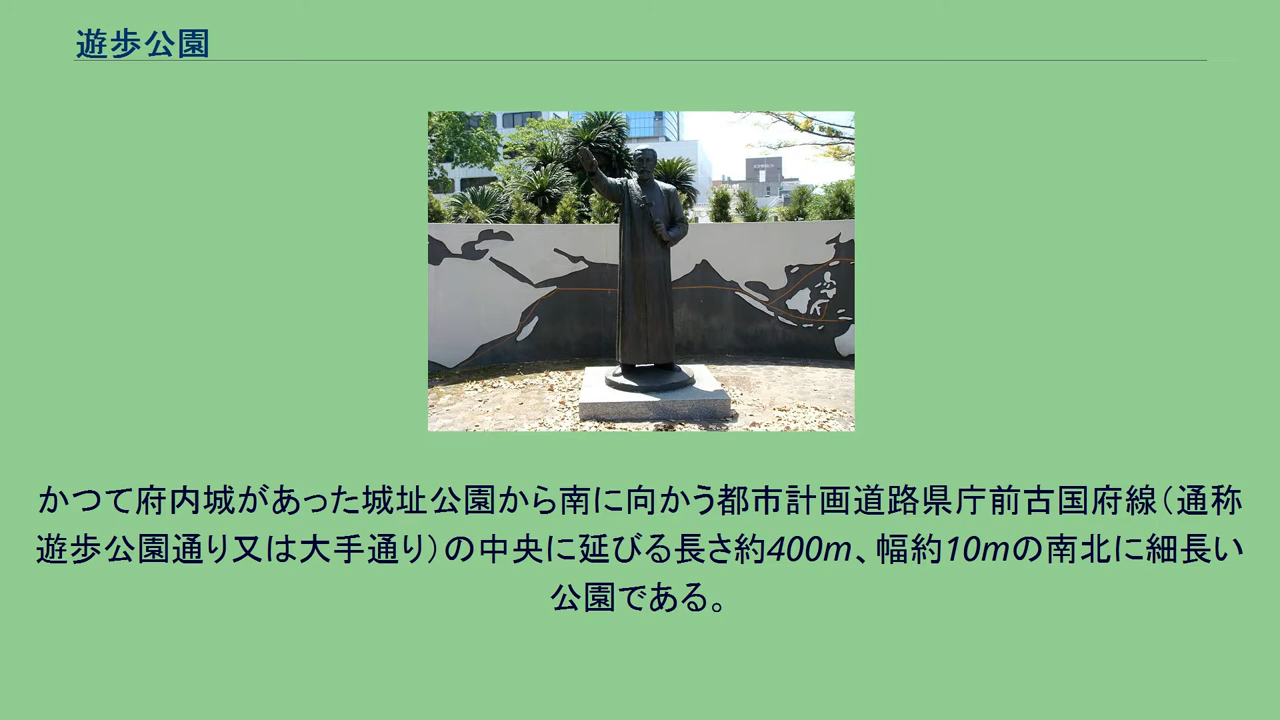 遊歩公園
かつて府内城があった城址公園から南に向かう都市計画道路県庁前古国府線（通称
遊歩公園通り又は大手通り）の中央に延びる長さ約400m、幅約10mの南北に細長い
公園である。